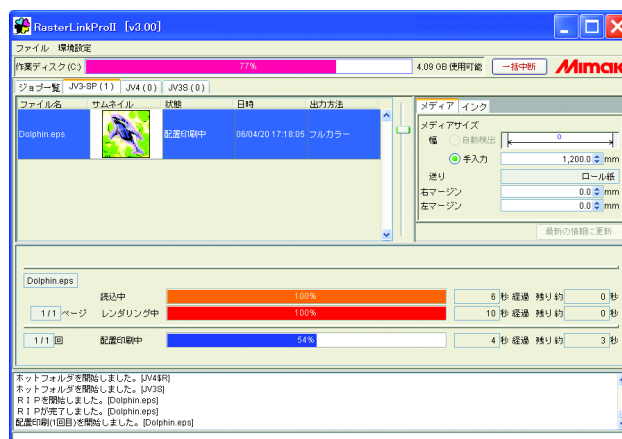 RasterLinkProII [v3.00]
ファイル 環境設定
作業ディスク(C:) 77% 4.09 GB 使用可能 一括中断 Mimaki
ジョブ一覧 JV3-SP(1) JV4(0) JV3S(0)
メディア インク
ファイル名 サムネイル 状態 日時 出力方法
Dolphin.eps 配置印刷中 06/04/20 17:18:05 フルカラー
メディアサイズ
幅 自動検出 0
手入力 1,200.0 mm
送り ロール紙
右マージン 0.0 mm
左マージン 0.0 mm
最新の情報に更新
Dolphin.eps
読込中 100% 6 秒 経過 残り 約 0 秒
1/1 ページ レンダリング中 100% 10 秒 経過 残り 約 0 秒
1/1 回 配置印刷中 54% 4 秒 経過 残り 約 3 秒
ホットフォルダを開始しました。[JV4$R]
ホットフォルダを開始しました。[JV3S]
RIPを開始しました。[Dolphin.eps]
RIPが完了しました。[Dolphin.eps]
配置印刷(1回目)を開始しました。[Dolphin.eps]